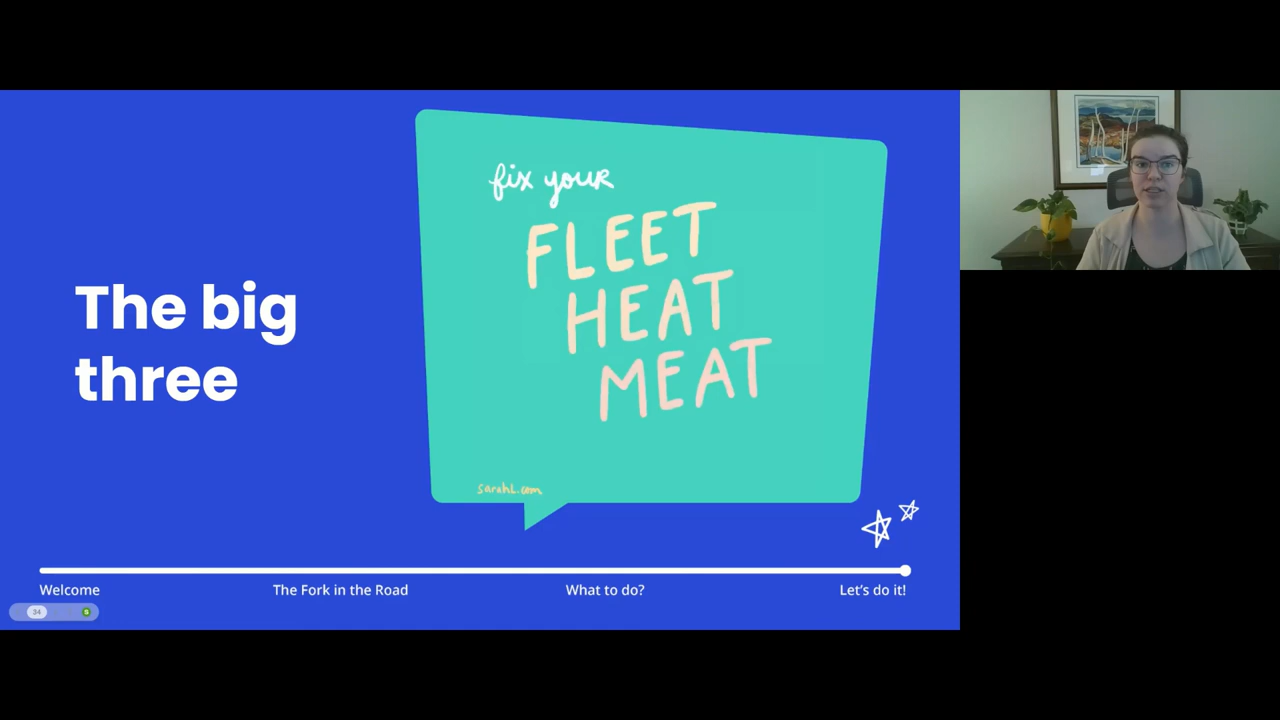 The big
three
fix your
FLEET
HEAT
MEAT
sarahL.com
Welcome
The Fork in the Road
What to do?
Let's do it!
34
S